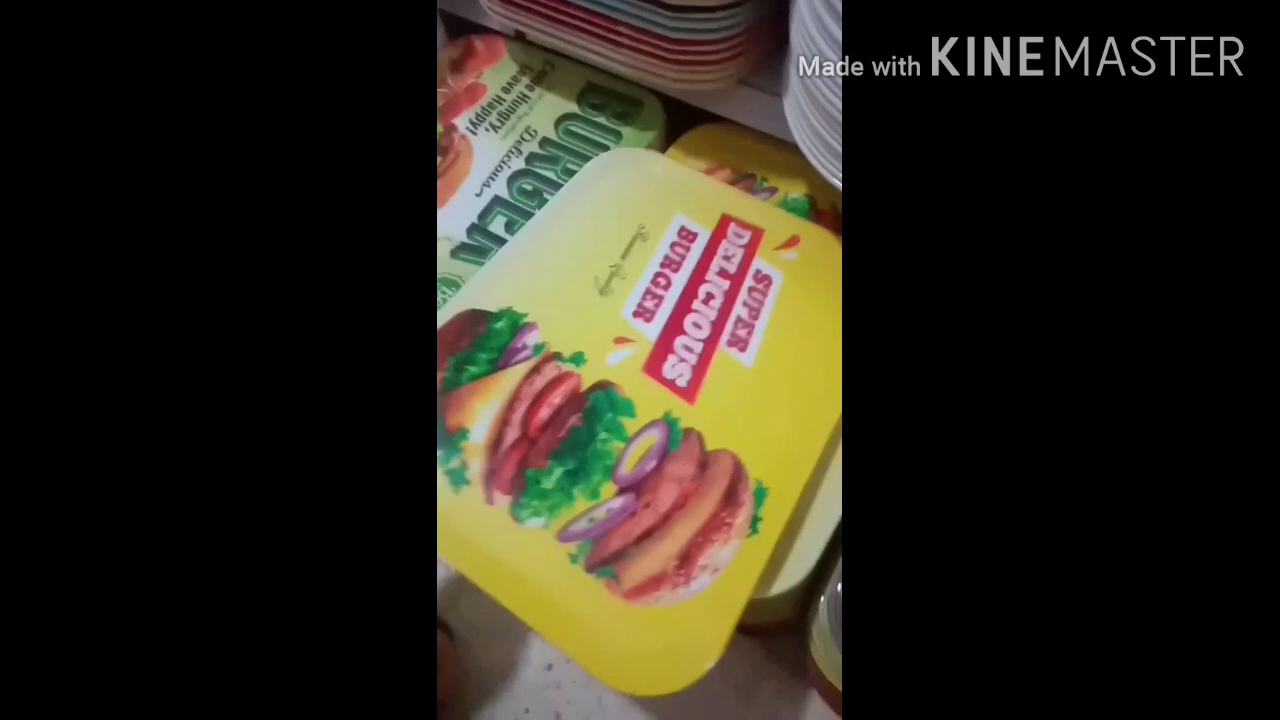 Made with KINEMASTER
Come Hungry,
Leave Happy!
Delicious
BURGER
SUPER
DELICIOUS
BURGER